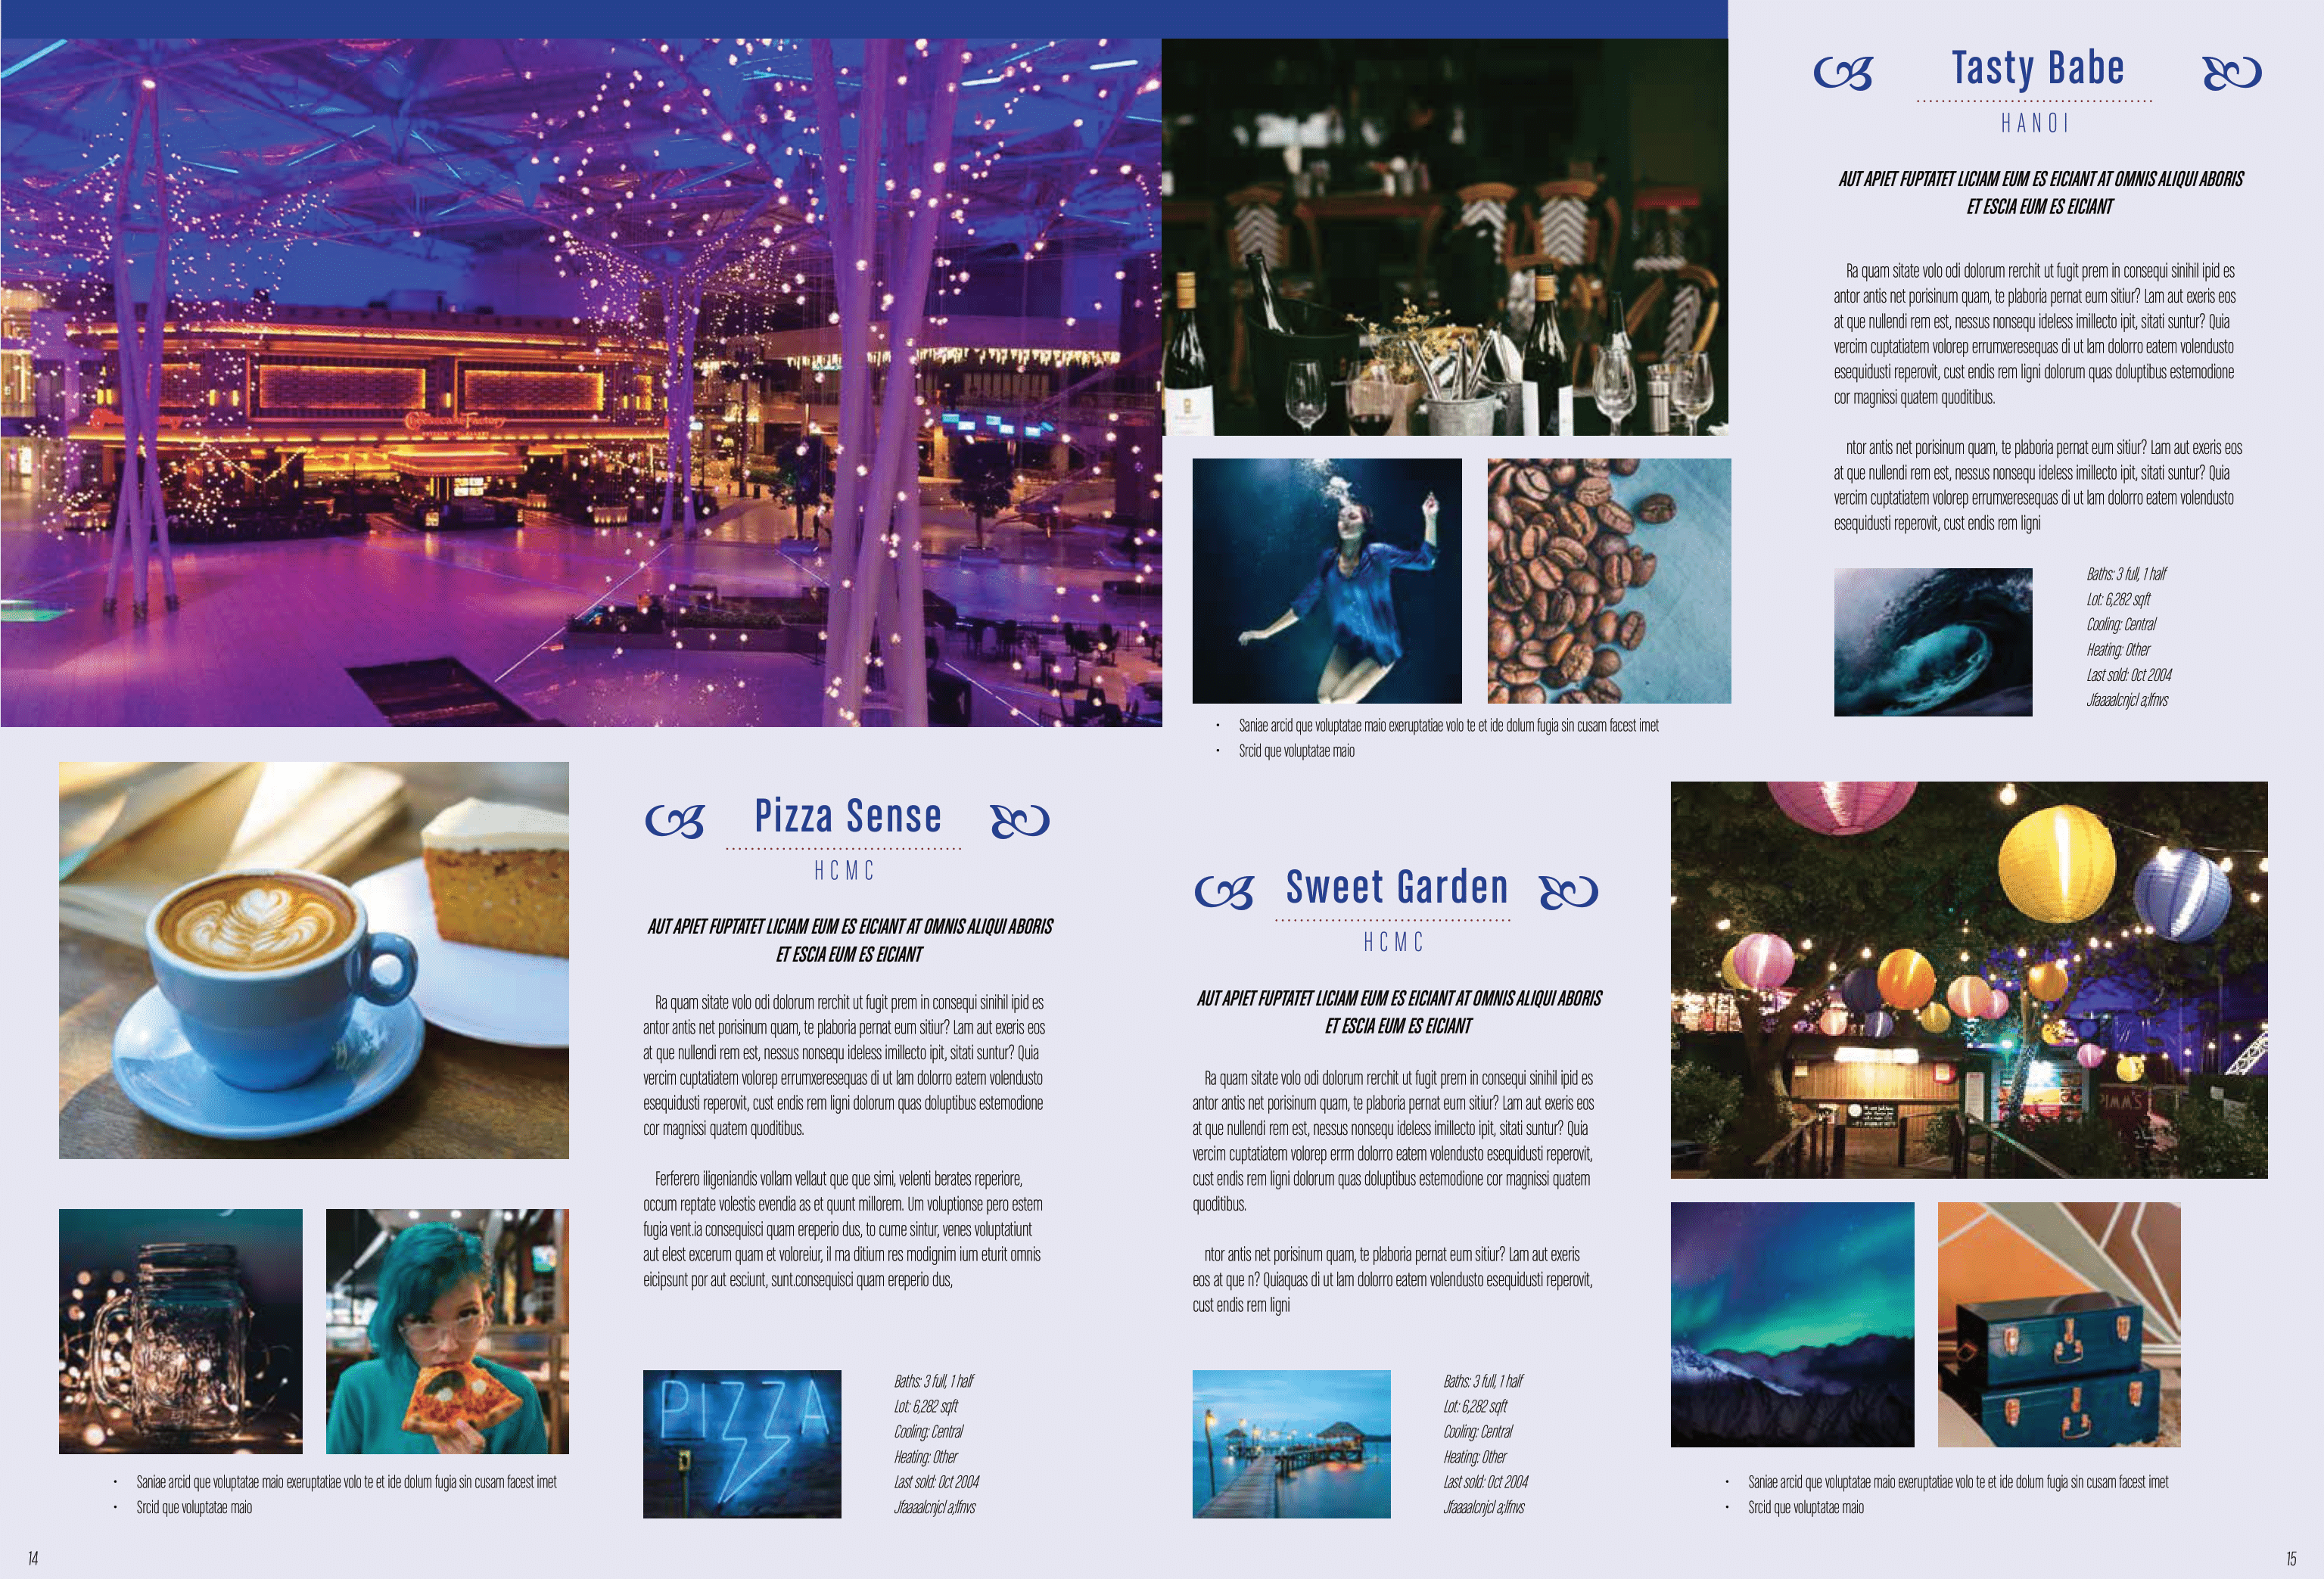 Cheesecake Factory
Tasty Babe
HANOI
AUT APIET FUPTATET LICIAM EUM ES EICIANT AT OMNIS ALIQUI ABORIS
ET ESCIA EUM ES EICIANT
Ra quam sitate volo odi dolorum rerchit ut fugit prem in consequi sinihil ipid es
antor antis net porisinum quam, te plaboria pernat eum sitiur? Lam aut exeris eos
at que nullendi rem est, nessus nonsequ ideless imillecto ipit, sitati suntur? Quia
vercim cuptatiatem volorep errumxeresequas di ut lam dolorro eatem volendusto
esequidusti reperovit, cust endis rem ligni dolorum quas doluptibus estemodione
cor magnissi quatem quoditibus.
ntor antis net porisinum quam, te plaboria pernat eum sitiur? Lam aut exeris eos
at que nullendi rem est, nessus nonsequ ideless imillecto ipit, sitati suntur? Quia
vercim cuptatiatem volorep errumxeresequas di ut lam dolorro eatem volendusto
esequidusti reperovit, cust endis rem ligni
Baths: 3 full, 1 half
Lot: 6,282 sqft
Cooling: Central
Heating: Other
Last sold: Oct 2004
Jfaaaalcnjcl a;lfnvs
• Saniae arcid que voluptatae maio exeruptatiae volo te et ide dolum fugia sin cusam facest imet
• Srcid que voluptatae maio
Pizza Sense
HCMC
AUT APIET FUPTATET LICIAM EUM ES EICIANT AT OMNIS ALIQUI ABORIS
ET ESCIA EUM ES EICIANT
Ra quam sitate volo odi dolorum rerchit ut fugit prem in consequi sinihil ipid es
antor antis net porisinum quam, te plaboria pernat eum sitiur? Lam aut exeris eos
at que nullendi rem est, nessus nonsequ ideless imillecto ipit, sitati suntur? Quia
vercim cuptatiatem volorep errumxeresequas di ut lam dolorro eatem volendusto
esequidusti reperovit, cust endis rem ligni dolorum quas doluptibus estemodione
cor magnissi quatem quoditibus.
Ferferero iligeniandis vollam vellaut que que simi, velenti berates reperiore,
occum reptate volestis evendia as et quunt millorem. Um voluptionse pero estem
fugia vent.ia consequisci quam ereperio dus, to cume sintur, venes voluptatiunt
aut elest excerum quam et voloreiur, il ma ditium res modignim ium eturit omnis
eicipsunt por aut esciunt, sunt.consequisci quam ereperio dus,
PIZZA
Baths: 3 full, 1 half
Lot: 6,282 sqft
Cooling: Central
Heating: Other
Last sold: Oct 2004
Jfaaaalcnjcl a;lfnvs
• Saniae arcid que voluptatae maio exeruptatiae volo te et ide dolum fugia sin cusam facest imet
• Srcid que voluptatae maio
14
Sweet Garden
HCMC
AUT APIET FUPTATET LICIAM EUM ES EICIANT AT OMNIS ALIQUI ABORIS
ET ESCIA EUM ES EICIANT
Ra quam sitate volo odi dolorum rerchit ut fugit prem in consequi sinihil ipid es
antor antis net porisinum quam, te plaboria pernat eum sitiur? Lam aut exeris eos
at que nullendi rem est, nessus nonsequ ideless imillecto ipit, sitati suntur? Quia
vercim cuptatiatem volorep errm dolorro eatem volendusto esequidusti reperovit,
cust endis rem ligni dolorum quas doluptibus estemodione cor magnissi quatem
quoditibus.
ntor antis net porisinum quam, te plaboria pernat eum sitiur? Lam aut exeris
eos at que n? Quiaquas di ut lam dolorro eatem volendusto esequidusti reperovit,
cust endis rem ligni
Baths: 3 full, 1 half
Lot: 6,282 sqft
Cooling: Central
Heating: Other
Last sold: Oct 2004
Jfaaaalcnjcl a;lfnvs
PIMM'S
• Saniae arcid que voluptatae maio exeruptatiae volo te et ide dolum fugia sin cusam facest imet
• Srcid que voluptatae maio
15